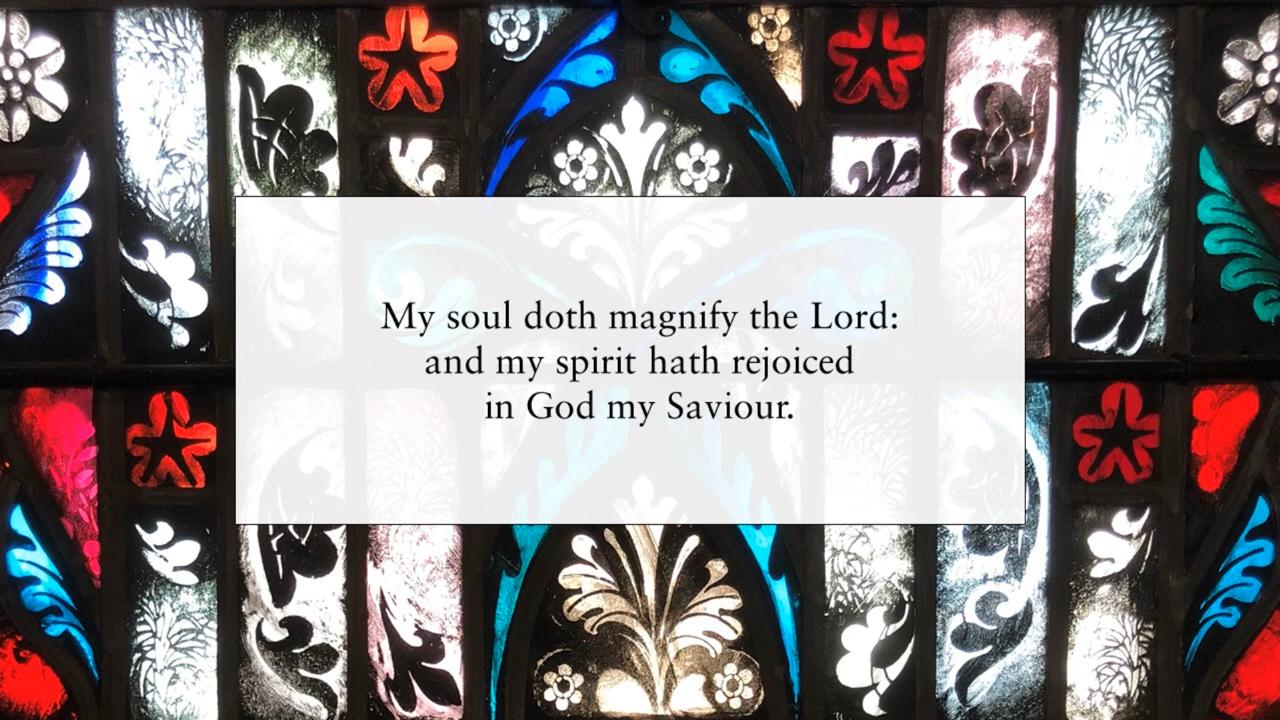 My soul doth magnify the Lord:
and my spirit hath rejoiced
in God my Saviour.